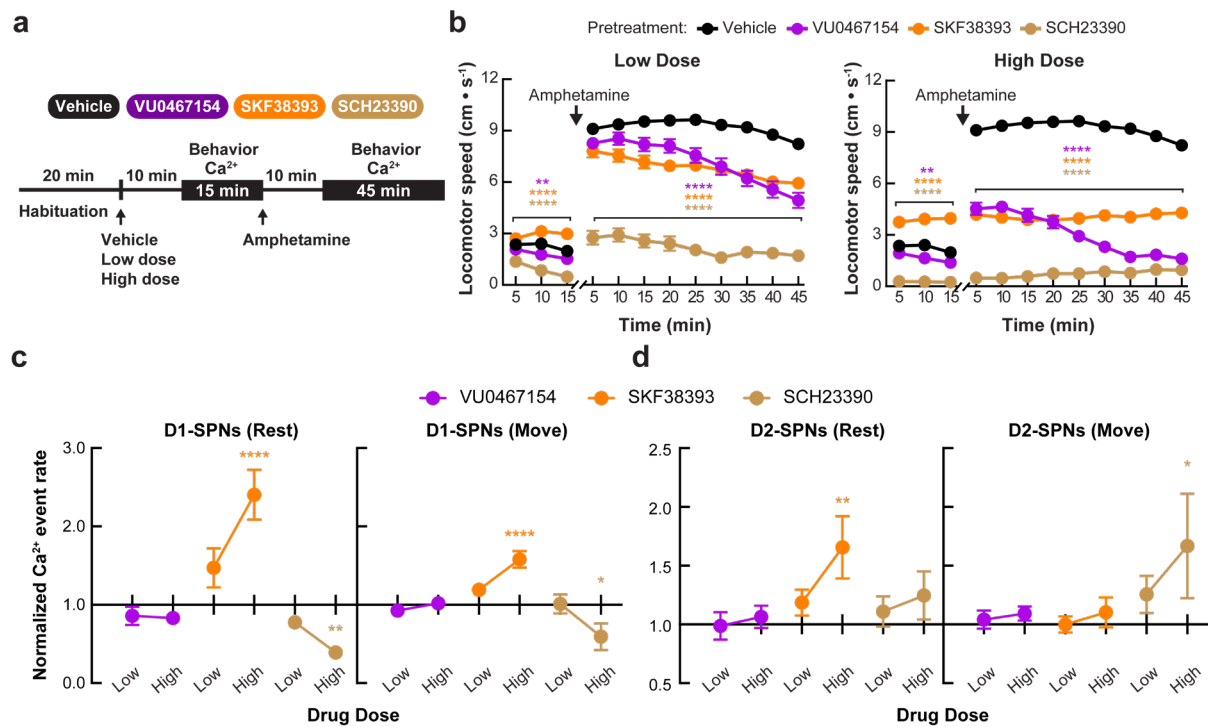 a
Vehicle VU0467154 SKF38393 SCH23390
Behavior
Ca²⁺
Behavior
Ca²⁺
20 min 10 min 15 min 10 min 45 min
Habituation
Vehicle
Low dose
High dose
Amphetamine
b
Pretreatment: Vehicle VU0467154 SKF38393 SCH23390
Low Dose
Amphetamine
Locomotor speed (cm • s⁻¹)
12
9
6
3
0
**
****
****
****
****
****
5 10 15 5 10 15 20 25 30 35 40 45
Time (min)
High Dose
Amphetamine
Locomotor speed (cm • s⁻¹)
12
9
6
3
0
**
****
****
****
****
****
5 10 15 5 10 15 20 25 30 35 40 45
Time (min)
c
d
VU0467154 SKF38393 SCH23390
D1-SPNs (Rest)
D1-SPNs (Move)
Normalized Ca²⁺ event rate
3.0
2.0
1.0
0.0
****
**
****
*
Low High Low High Low High
Low High Low High Low High
Drug Dose
D2-SPNs (Rest)
D2-SPNs (Move)
2.5
2.0
1.5
1.0
0.5
**
*
Low High Low High Low High
Low High Low High Low High
Drug Dose